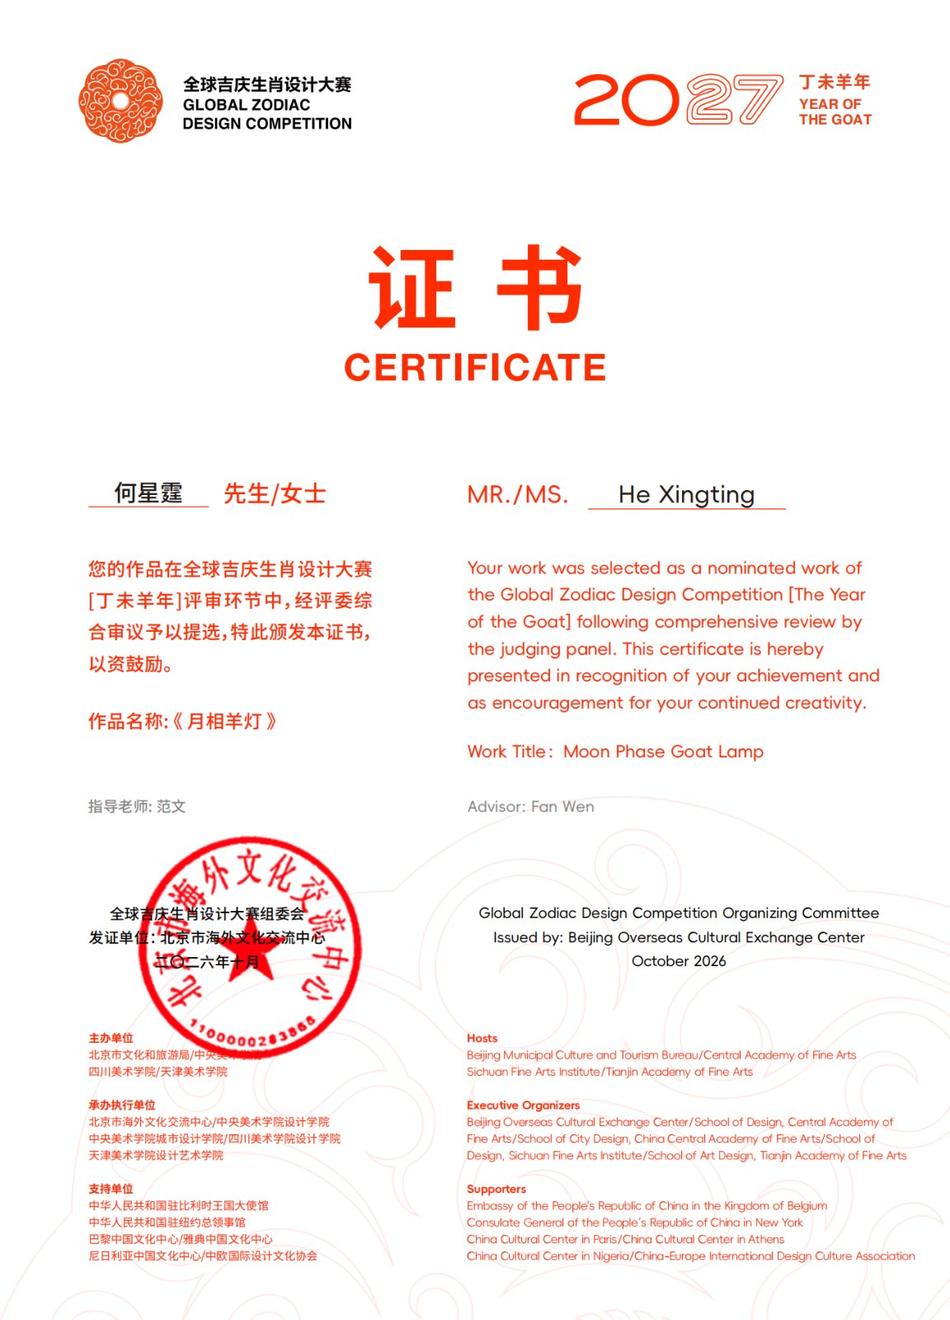 全球吉庆生肖设计大赛
GLOBAL ZODIAC
DESIGN COMPETITION
2027
丁未羊年
YEAR OF
THE GOAT
证书
CERTIFICATE
何星霆 先生/女士
您的作品在全球吉庆生肖设计大赛
[丁未羊年]评审环节中，经评委综
合审议予以提选，特此颁发本证书，
以资鼓励。
作品名称:《月相羊灯》
指导老师: 范文
MR./MS. He Xingting
Your work was selected as a nominated work of
the Global Zodiac Design Competition [The Year
of the Goat] following comprehensive review by
the judging panel. This certificate is hereby
presented in recognition of your achievement and
as encouragement for your continued creativity.
Work Title: Moon Phase Goat Lamp
Advisor: Fan Wen
全球吉庆生肖设计大赛组委会
发证单位: 北京市海外文化交流中心
二〇二六年十月
北京市海外文化交流中心
1100000283868
Global Zodiac Design Competition Organizing Committee
Issued by: Beijing Overseas Cultural Exchange Center
October 2026
主办单位
北京市文化和旅游局/中央美术学院
四川美术学院/天津美术学院
承办执行单位
北京市海外文化交流中心/中央美术学院设计学院
中央美术学院城市设计学院/四川美术学院设计学院
天津美术学院设计艺术学院
支持单位
中华人民共和国驻比利时王国大使馆
中华人民共和国驻纽约总领事馆
巴黎中国文化中心/雅典中国文化中心
尼日利亚中国文化中心/中欧国际设计文化协会
Hosts
Beijing Municipal Culture and Tourism Bureau/Central Academy of Fine Arts
Sichuan Fine Arts Institute/Tianjin Academy of Fine Arts
Executive Organizers
Beijing Overseas Cultural Exchange Center/School of Design, Central Academy of
Fine Arts/School of City Design, China Central Academy of Fine Arts/School of
Design, Sichuan Fine Arts Institute/School of Art Design, Tianjin Academy of Fine Arts
Supporters
Embassy of the People's Republic of China in the Kingdom of Belgium
Consulate General of the People's Republic of China in New York
China Cultural Center in Paris/China Cultural Center in Athens
China Cultural Center in Nigeria/China-Europe International Design Culture Association